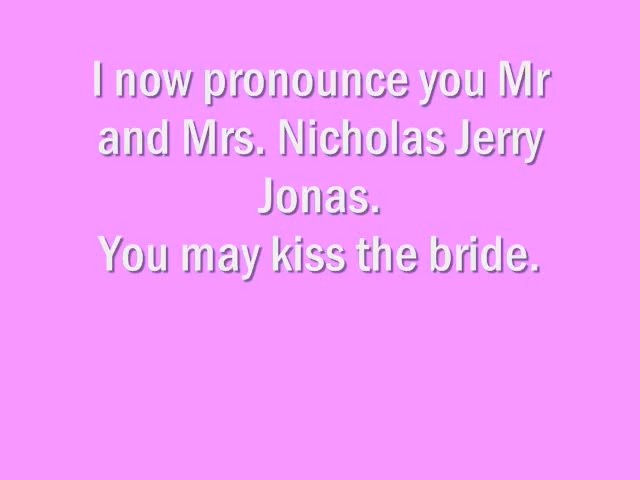 I now pronounce you Mr
and Mrs. Nicholas Jerry
Jonas.
You may kiss the bride.